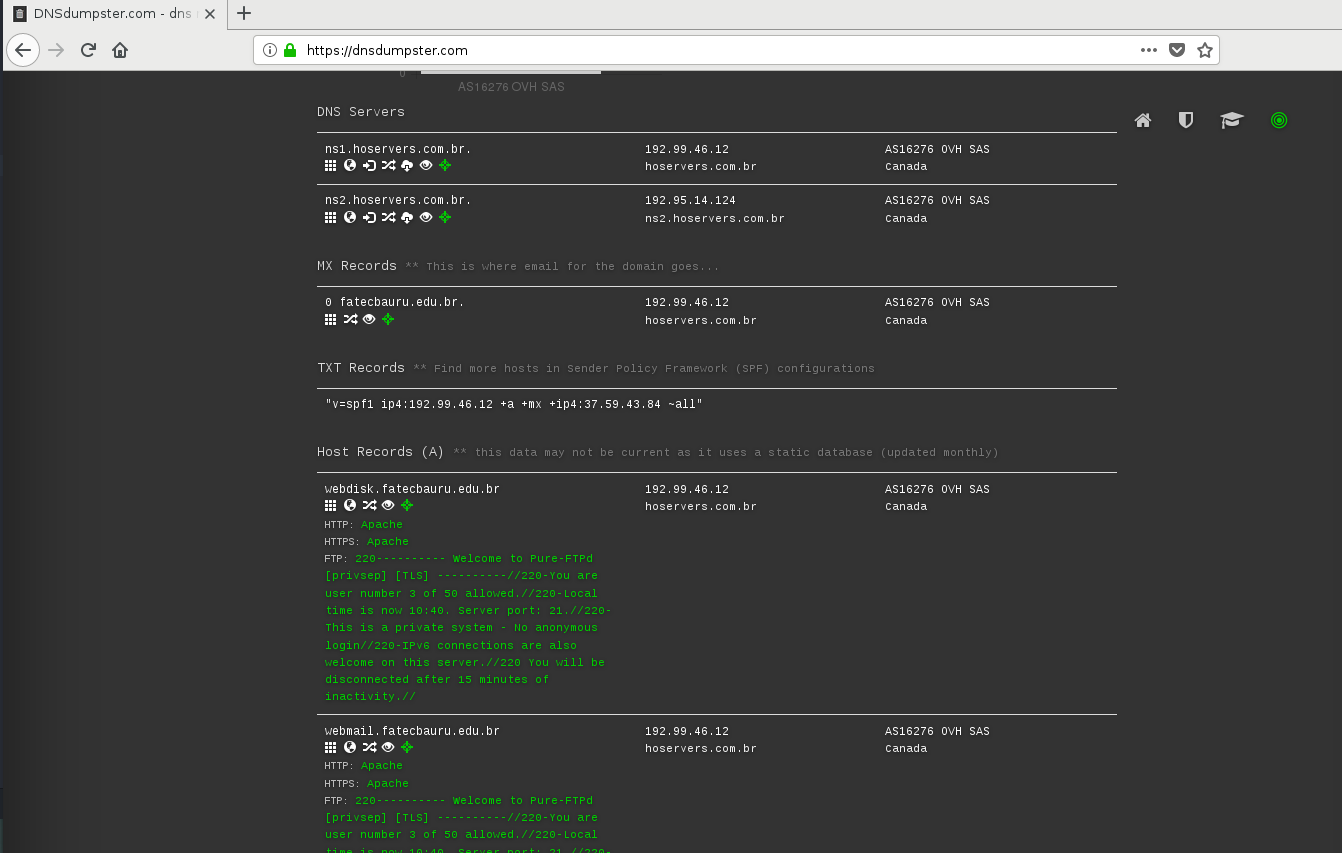 DNSdumpster.com - dns
https://dnsdumpster.com
0
AS16276 OVH SAS
DNS Servers
ns1.hoservers.com.br. 192.99.46.12 AS16276 OVH SAS
hoservers.com.br Canada
ns2.hoservers.com.br. 192.95.14.124 AS16276 OVH SAS
ns2.hoservers.com.br Canada
MX Records ** This is where email for the domain goes...
0 fatecbauru.edu.br. 192.99.46.12 AS16276 OVH SAS
hoservers.com.br Canada
TXT Records ** Find more hosts in Sender Policy Framework (SPF) configurations
"v=spf1 ip4:192.99.46.12 +a +mx +ip4:37.59.43.84 ~all"
Host Records (A) ** this data may not be current as it uses a static database (updated monthly)
webdisk.fatecbauru.edu.br 192.99.46.12 AS16276 OVH SAS
hoservers.com.br Canada
HTTP: Apache
HTTPS: Apache
FTP: 220---------- Welcome to Pure-FTPd
[privsep] [TLS] ----------//220-You are
user number 3 of 50 allowed.//220-Local
time is now 10:40. Server port: 21.//220-
This is a private system - No anonymous
login//220-IPv6 connections are also
welcome on this server.//220 You will be
disconnected after 15 minutes of
inactivity.//
webmail.fatecbauru.edu.br 192.99.46.12 AS16276 OVH SAS
hoservers.com.br Canada
HTTP: Apache
HTTPS: Apache
FTP: 220---------- Welcome to Pure-FTPd
[privsep] [TLS] ----------//220-You are
user number 3 of 50 allowed.//220-Local
time is now 10:40. Server port: 21.//220-